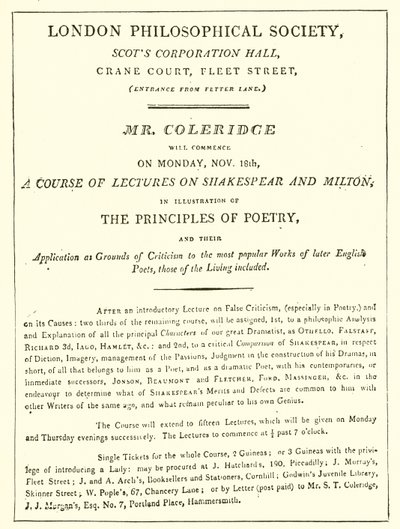 LONDON PHILOSOPHICAL SOCIETY,
SCOT'S CORPORATION HALL,
CRANE COURT, FLEET STREET,
(ENTRANCE FROM FETTER LANE.)
MR. COLERIDGE
WILL COMMENCE
ON MONDAY, NOV. 18th,
A COURSE OF LECTURES ON SHAKESPEAR AND MILTON,
IN ILLUSTRATION OF
THE PRINCIPLES OF POETRY,
AND THEIR
Application as Grounds of Criticism to the most popular Works of later English
Poets, those of the Living included.
AFTER an introductory Lecture on False Criticism, (especially in Poetry,) and
on its Causes: two thirds of the remaining course, will be assigned, 1st, to a philosophic Analysis
and Explanation of all the principal Characters of our great Dramatist, as OTHELLO, FALSTAFF,
RICHARD 3d, IAGO, HAMLET, &c.: and 2nd, to a critical Comparison of SHAKESPEAR, in respect
of Diction, Imagery, management of the Passions, Judgment in the construction of his Dramas, in
short, of all that belongs to him as a Poet, and as a dramatic Poet, with his contemporaries, or
immediate successors, JONSON, BEAUMONT and FLETCHER, FORD, MASSINGER, &c. in the
endeavour to determine what of SHAKESPEAR'S Merits and Defects are common to him with
other Writers of the same age, and what remain peculiar to his own Genius.
The Course will extend to fifteen Lectures, which will be given on Monday
and Thursday evenings successively. The Lectures to commence at ½ past 7 o'clock.
Single Tickets for the whole Course, 2 Guineas; or 3 Guineas with the privi-
lege of introducing a Lady: may be procured at J. Hatchard's, 190, Piccadilly; J. Murray's,
Fleet Street; J. and A. Arch's, Booksellers and Stationers, Cornhill; Godwin's Juvenile Library,
Skinner Street; W. Pople's, 67, Chancery Lane; or by Letter (post paid) to Mr. S. T. Coleridge,
J. J. Morgan's, Esq. No. 7, Portland Place, Hammersmith.